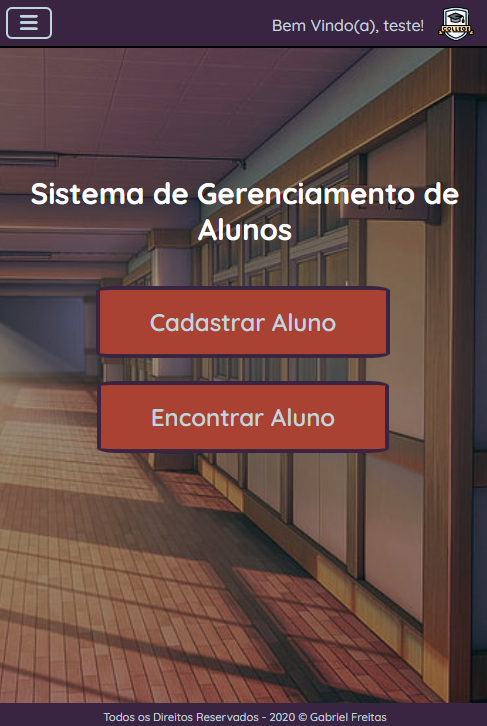 Bem Vindo(a), teste!
COLLEGE
Sistema de Gerenciamento de
Alunos
Cadastrar Aluno
Encontrar Aluno
Todos os Direitos Reservados - 2020 © Gabriel Freitas